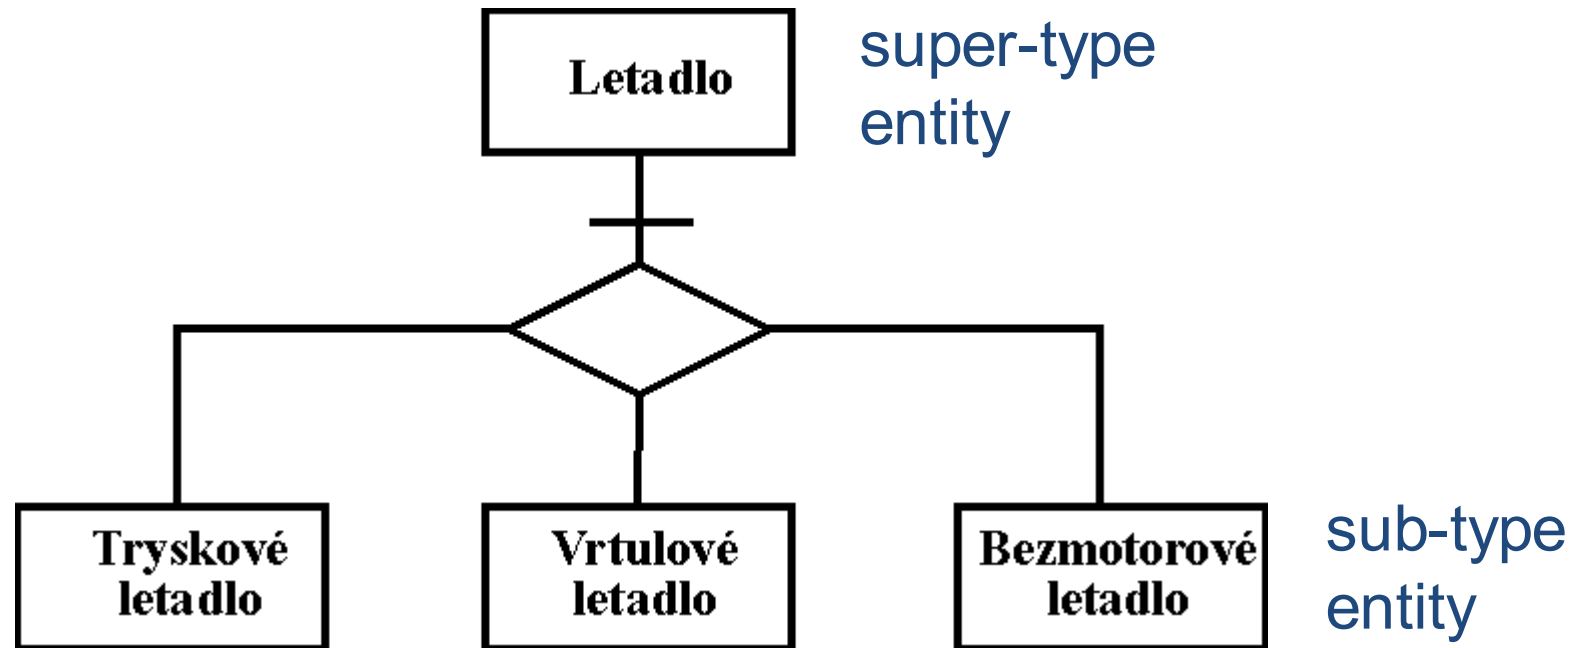 Letadlo
super-type
entity
Tryskové
letadlo
Vrtulové
letadlo
Bezmotorové
letadlo
sub-type
entity